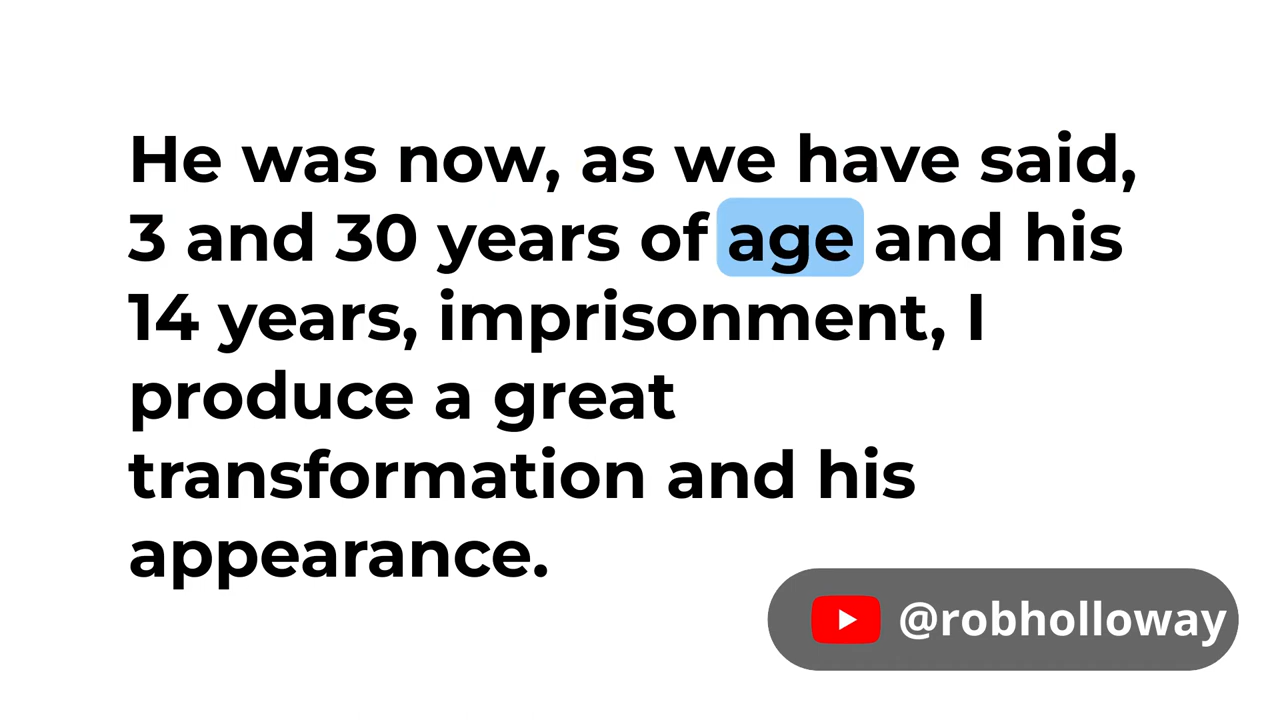 He was now, as we have said,
3 and 30 years of age and his
14 years, imprisonment, I
produce a great
transformation and his
appearance.
@robholloway